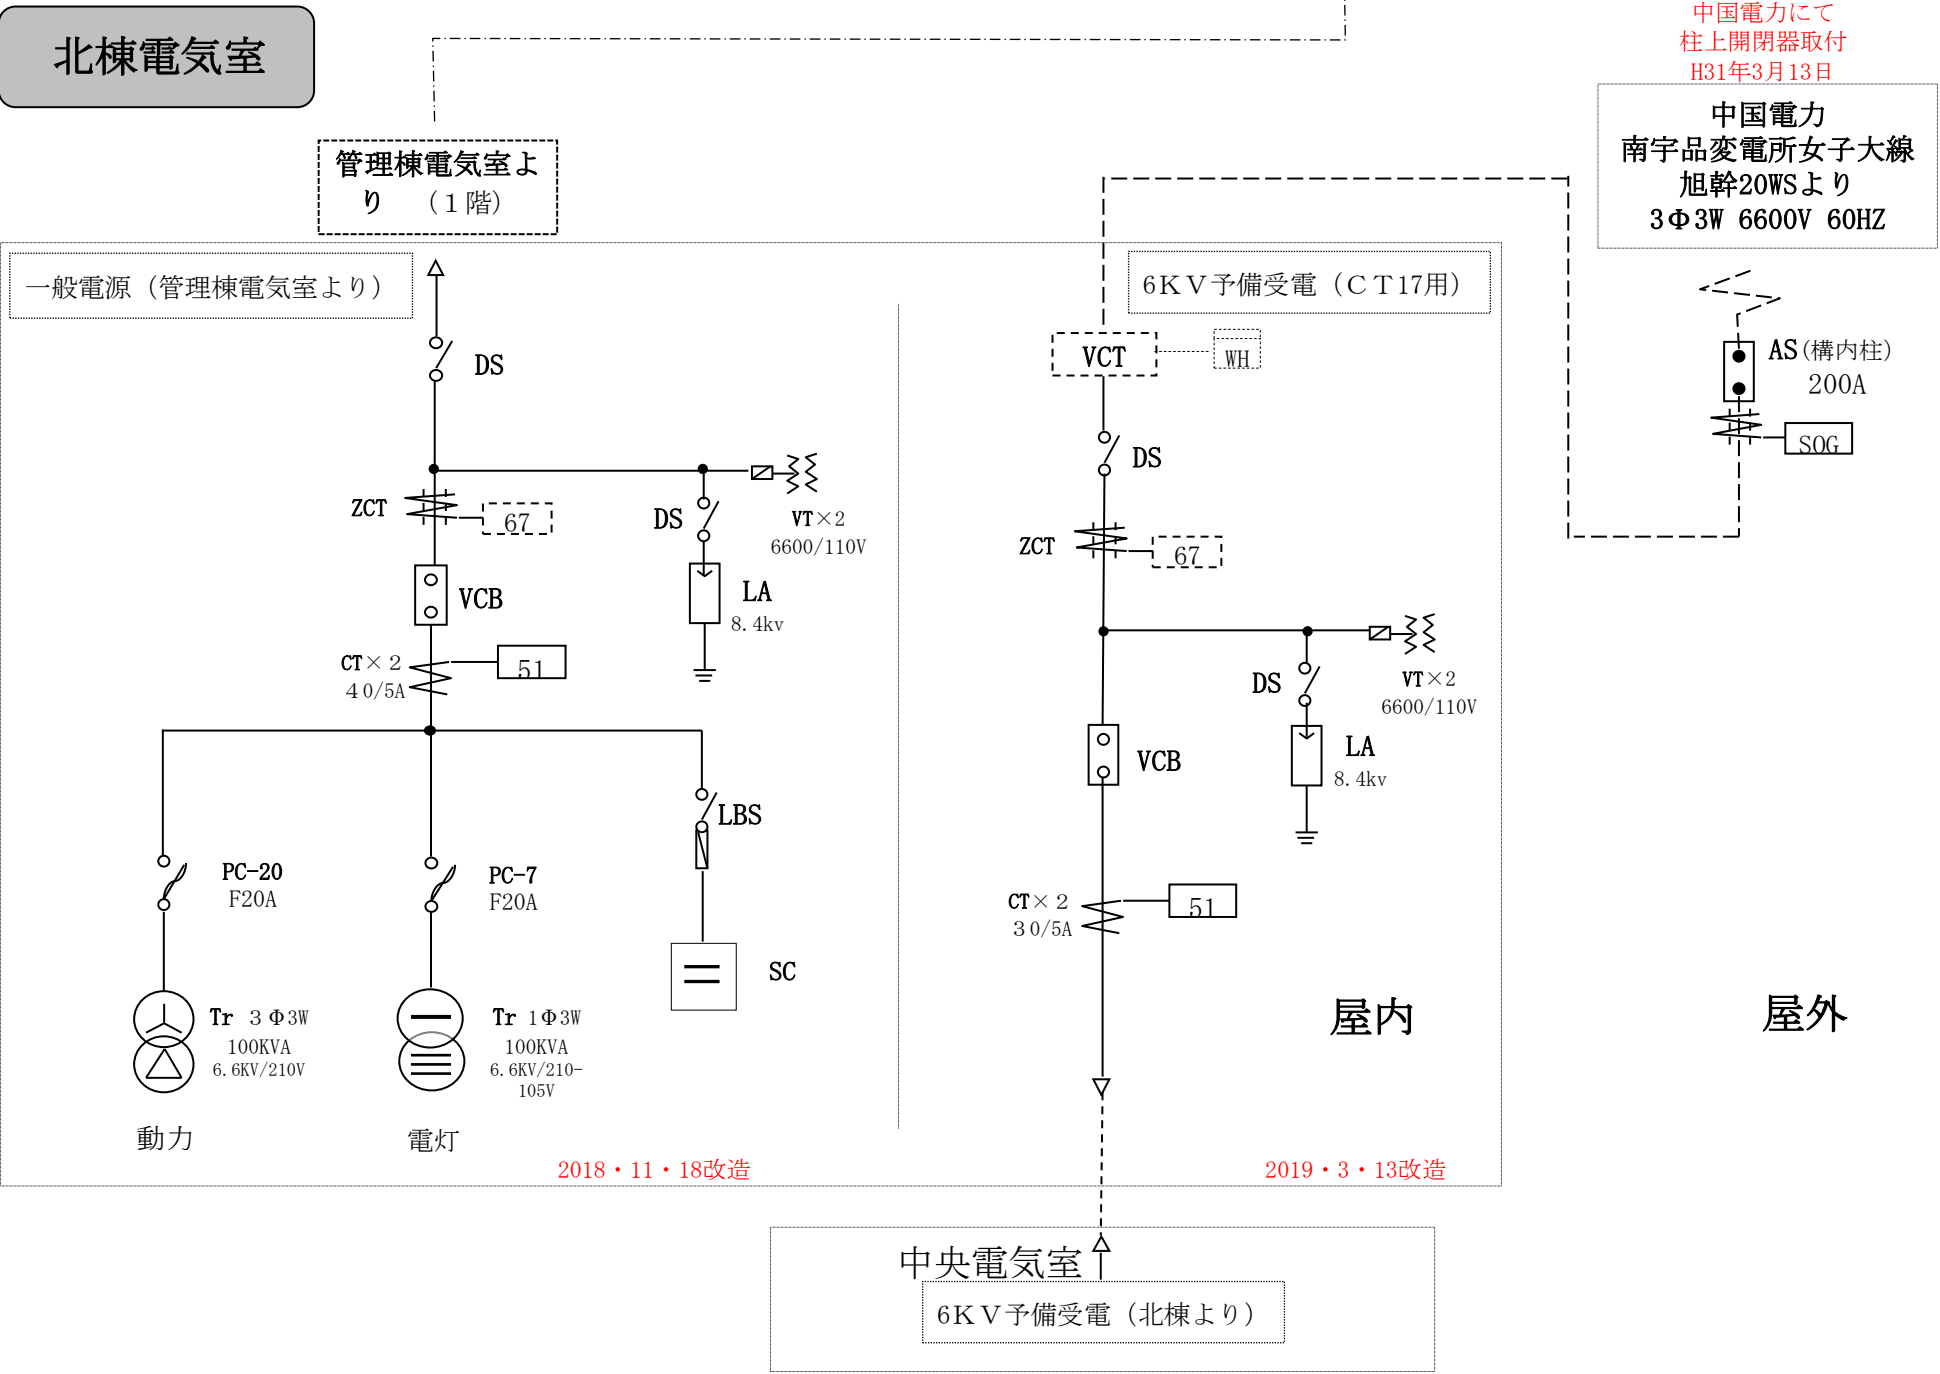 北棟電気室
中国電力にて
柱上開閉器取付
H31年3月13日
中国電力
南宇品変電所女子大線
旭幹20WSより
3Φ3W 6600V 60HZ
管理棟電気室よ
り （１階）
一般電源（管理棟電気室より）
6ＫＶ予備受電（ＣＴ17用）
DS
VCT
WH
AS(構内柱)
200A
SOG
DS
ZCT
67
DS
VT×2
6600/110V
ZCT
67
VCB
LA
8.4kv
CT×２
４0/5A
51
DS
VT×2
6600/110V
VCB
LA
8.4kv
LBS
PC-20
F20A
PC-7
F20A
CT×２
３0/5A
51
SC
Tr ３Φ3W
100KVA
6.6KV/210V
Tr 1Φ3W
100KVA
6.6KV/210-
105V
屋内
屋外
動力
電灯
2018・11・18改造
2019・3・13改造
中央電気室
6ＫＶ予備受電（北棟より）